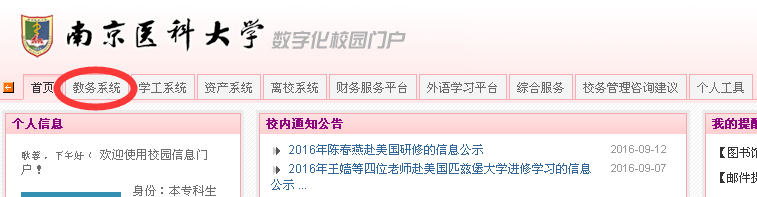 南京医科大学 数字化校园门户
首页 教务系统 学工系统 资产系统 离校系统 财务服务平台 外语学习平台 综合服务 校务管理咨询建议 个人工具
个人信息
校内通知公告
我的提醒
下午好《 欢迎使用校园信息门
户！
身份：本专科生
2016年陈春燕赴美国研修的信息公示 2016-09-12
2016年王嫱等四位老师赴美国匹兹堡大学进修学习的信息 2016-09-07
公示 ...
【图书馆
【邮件